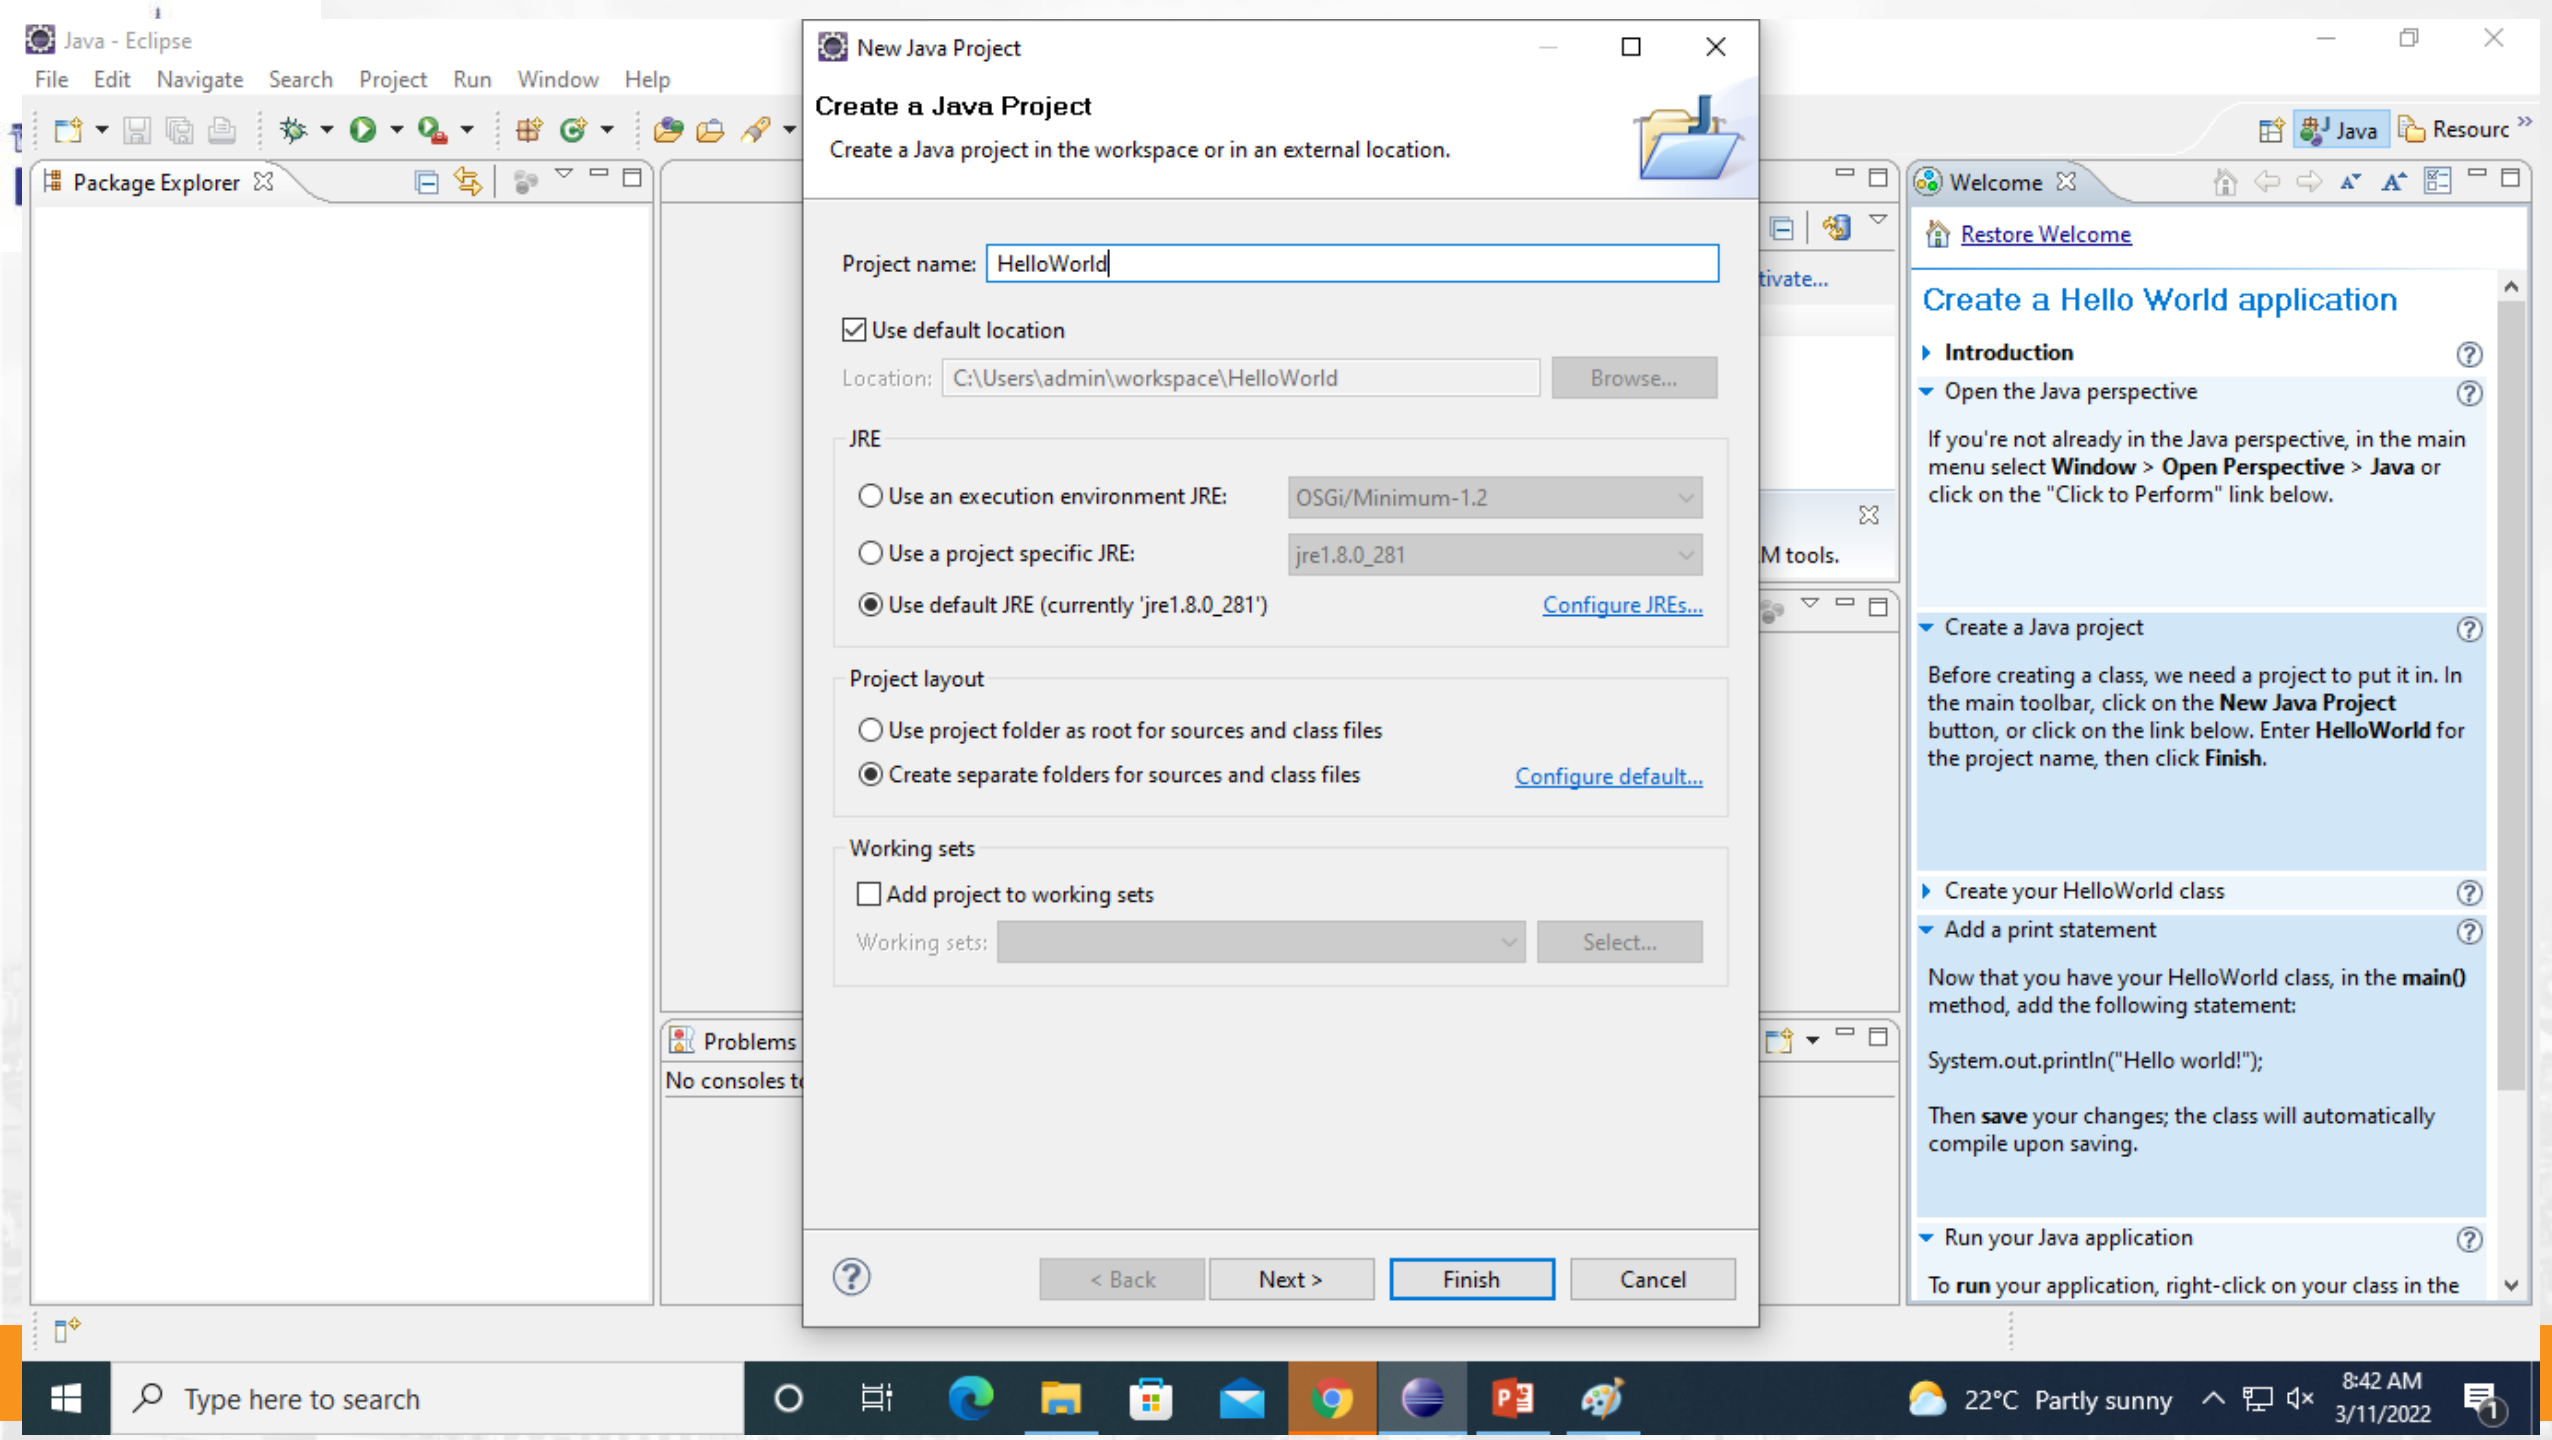 Java - Eclipse
File Edit Navigate Search Project Run Window Help
Package Explorer
New Java Project
Create a Java Project
Create a Java project in the workspace or in an external location.
Project name: HelloWorld
Use default location
Location: C:\Users\admin\workspace\HelloWorld Browse...
JRE
Use an execution environment JRE: OSGi/Minimum-1.2
Use a project specific JRE: jre1.8.0_281
Use default JRE (currently 'jre1.8.0_281') Configure JREs...
Project layout
Use project folder as root for sources and class files
Create separate folders for sources and class files Configure default...
Working sets
Add project to working sets
Working sets: Select...
< Back Next > Finish Cancel
Problems
No consoles
tivate...
M tools.
Java Resourc
Welcome
Restore Welcome
Create a Hello World application
Introduction
Open the Java perspective
If you're not already in the Java perspective, in the main
menu select Window > Open Perspective > Java or
click on the "Click to Perform" link below.
Create a Java project
Before creating a class, we need a project to put it in. In
the main toolbar, click on the New Java Project
button, or click on the link below. Enter HelloWorld for
the project name, then click Finish.
Create your HelloWorld class
Add a print statement
Now that you have your HelloWorld class, in the main()
method, add the following statement:
System.out.println("Hello world!");
Then save your changes; the class will automatically
compile upon saving.
Run your Java application
To run your application, right-click on your class in the
Type here to search
22°C Partly sunny
8:42 AM
3/11/2022
1